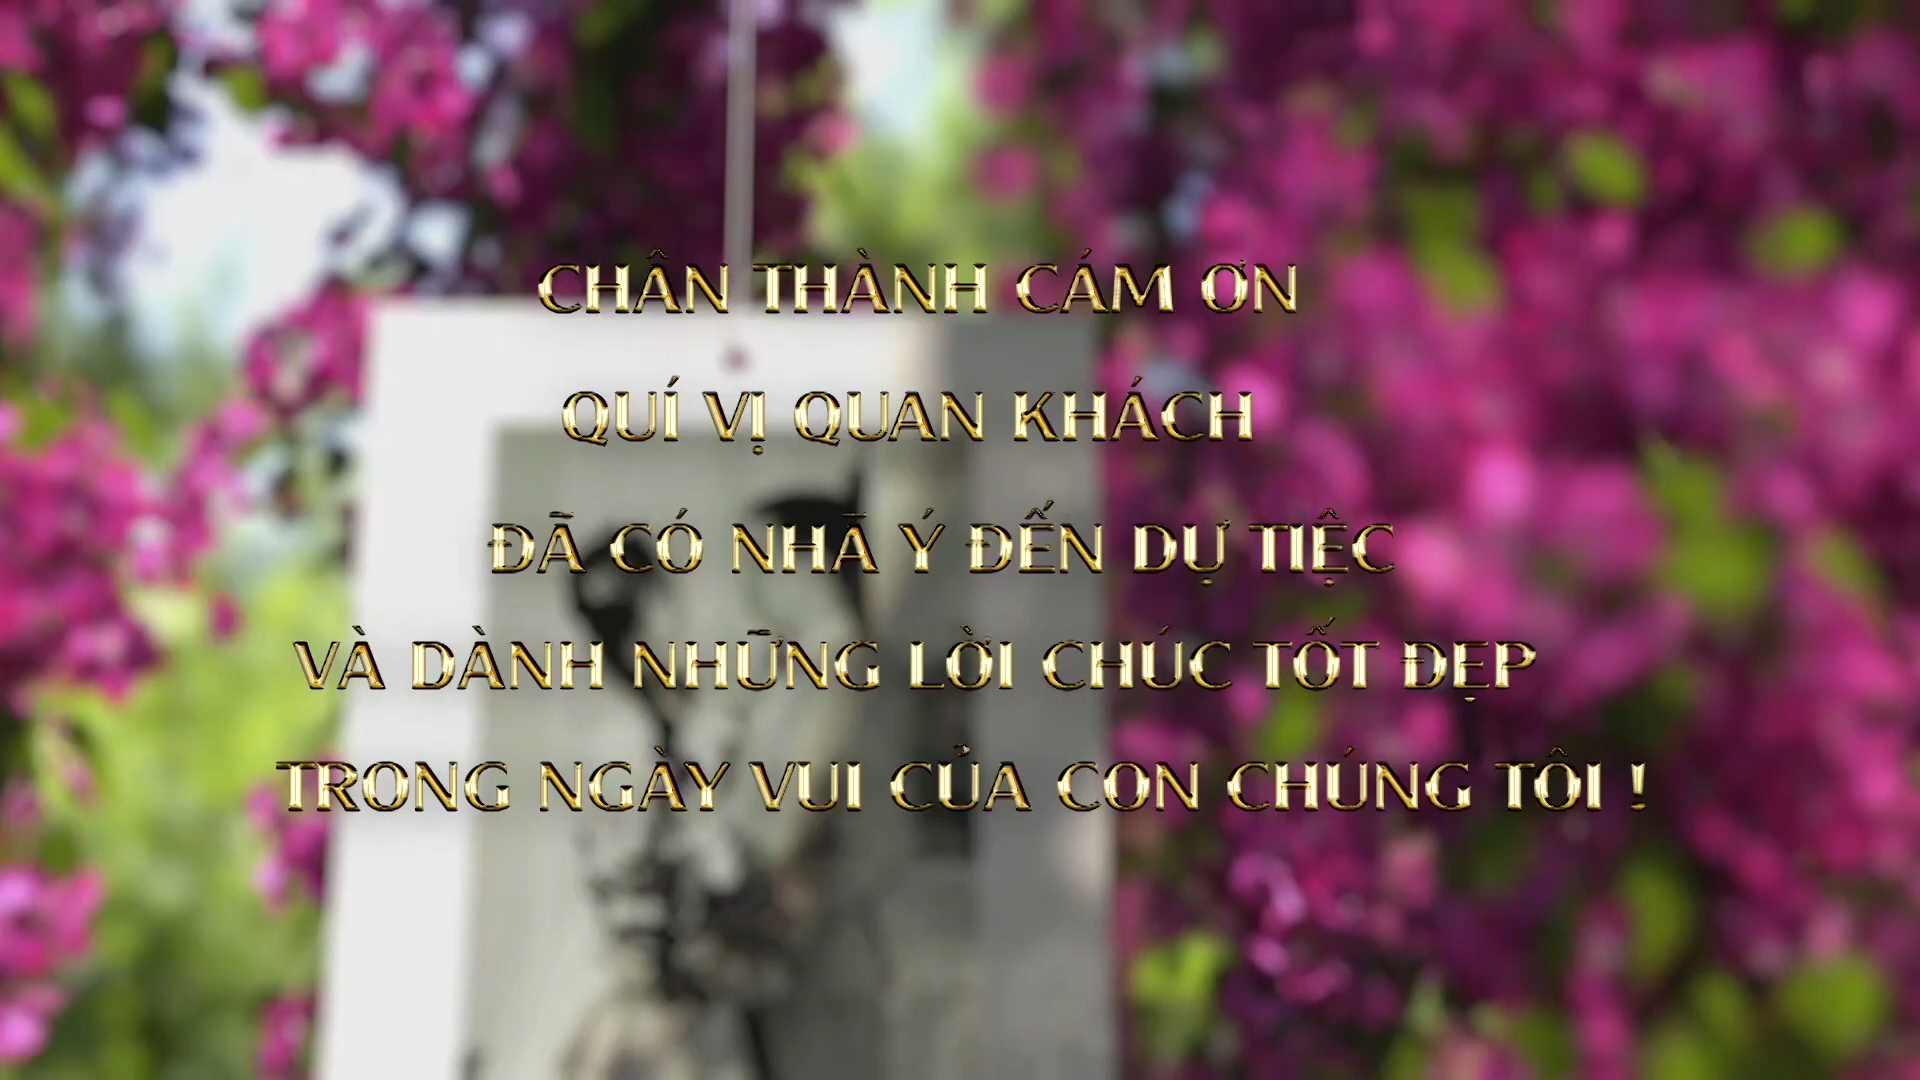 CHÂN THÀNH CÁM ƠN
QUÍ VỊ QUAN KHÁCH
ĐÃ CÓ NHÃ Ý ĐẾN DỰ TIỆC
VÀ DÀNH NHỮNG LỜI CHÚC TỐT ĐẸP
TRONG NGÀY VUI CỦA CON CHÚNG TÔI !